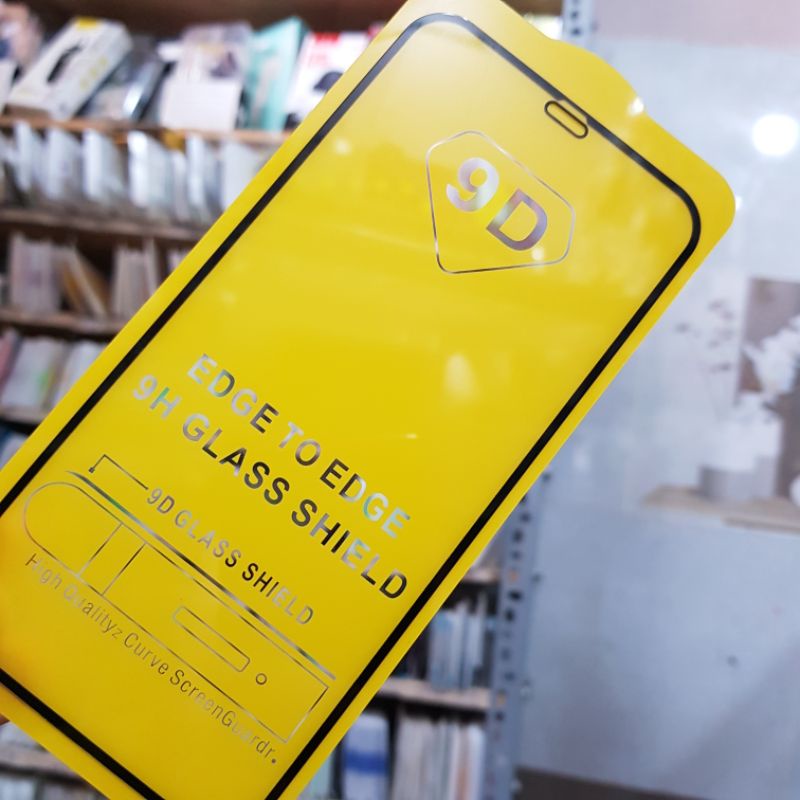 9D
EDGE TO EDGE
9H GLASS SHIELD
9D GLASS SHIELD
High Qualityz Curve ScreenGuardr.